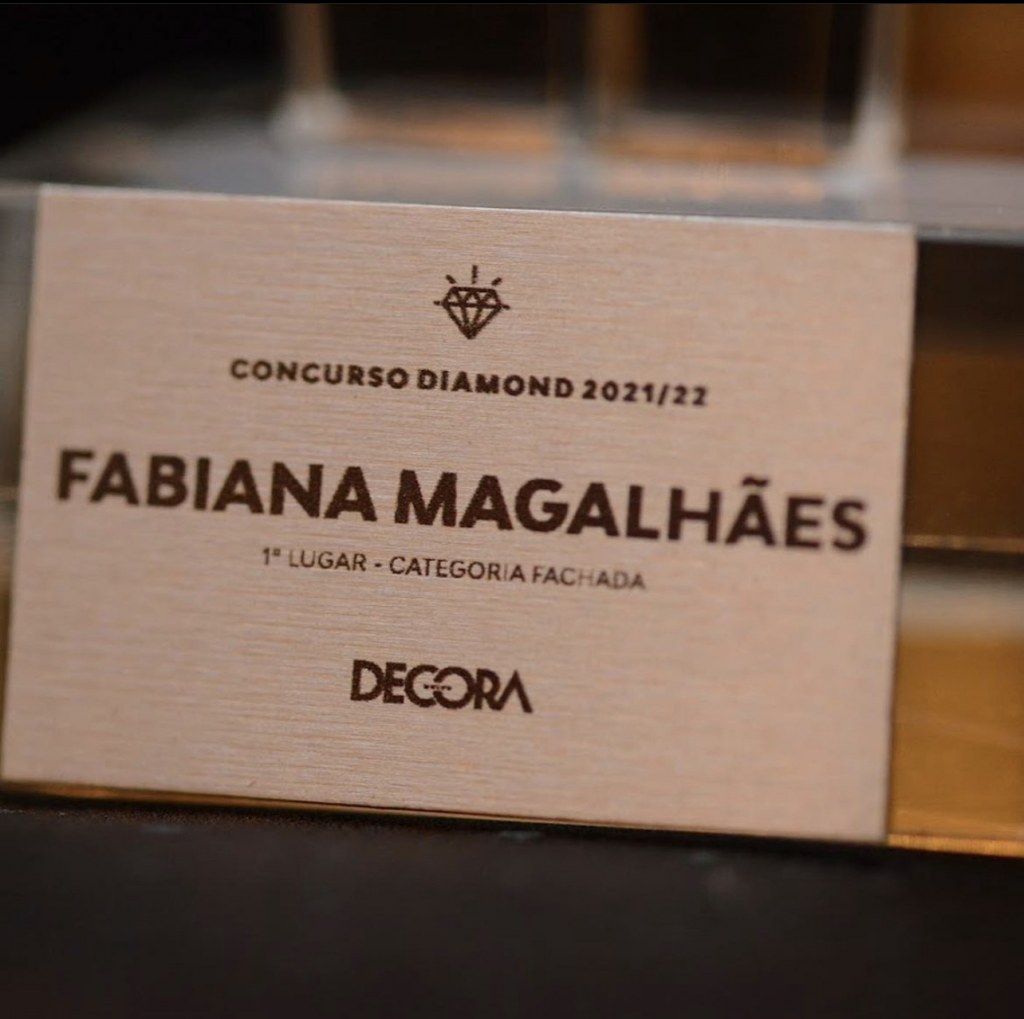 CONCURSO DIAMOND 2021/22
FABIANA MAGALHÃES
1º LUGAR - CATEGORIA FACHADA
DECORA